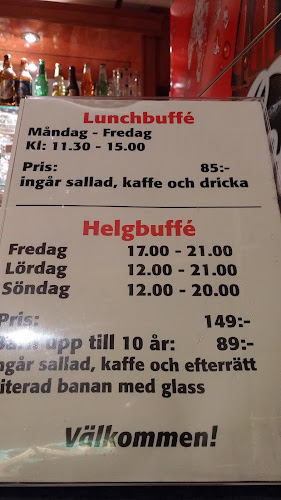 Lunchbuffé
Måndag - Fredag
Kl: 11.30 - 15.00
Pris: 85:-
ingår sallad, kaffe och dricka
Helgbuffé
Fredag 17.00 - 21.00
Lördag 12.00 - 21.00
Söndag 12.00 - 20.00
Pris: 149:-
upp till 10 år: 89:-
ngår sallad, kaffe och efterrätt
iterad banan med glass
Välkommen!